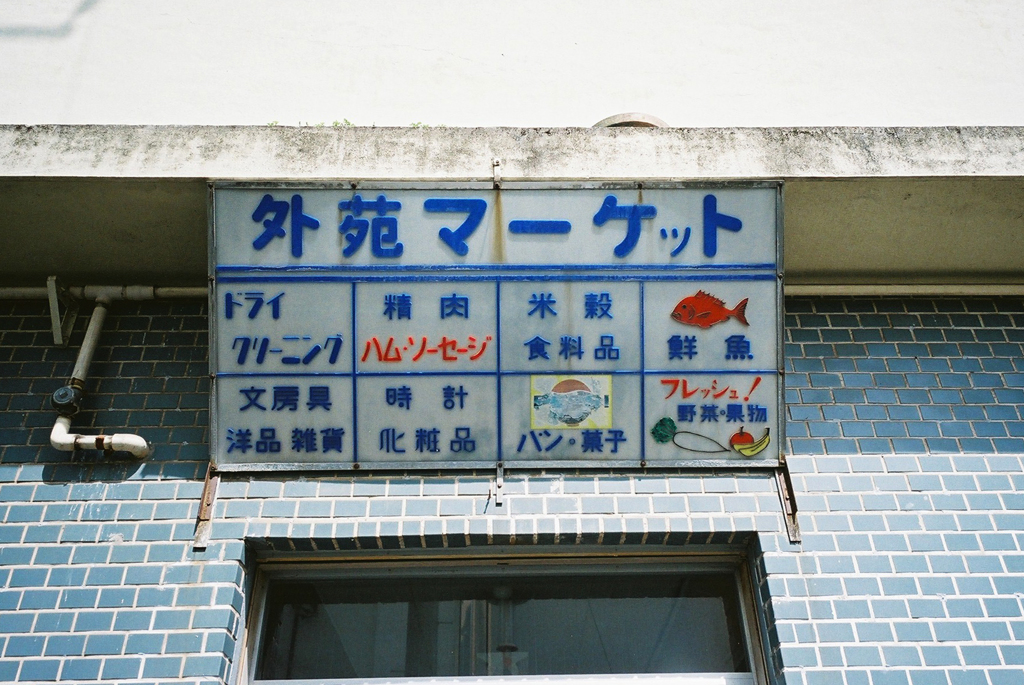 外苑マーケット
ドライ
クリーニング
精肉
ハム・ソーセージ
米穀
食料品
鮮魚
文房具
洋品雑貨
時計
化粧品
パン・菓子
フレッシュ!
野菜・果物